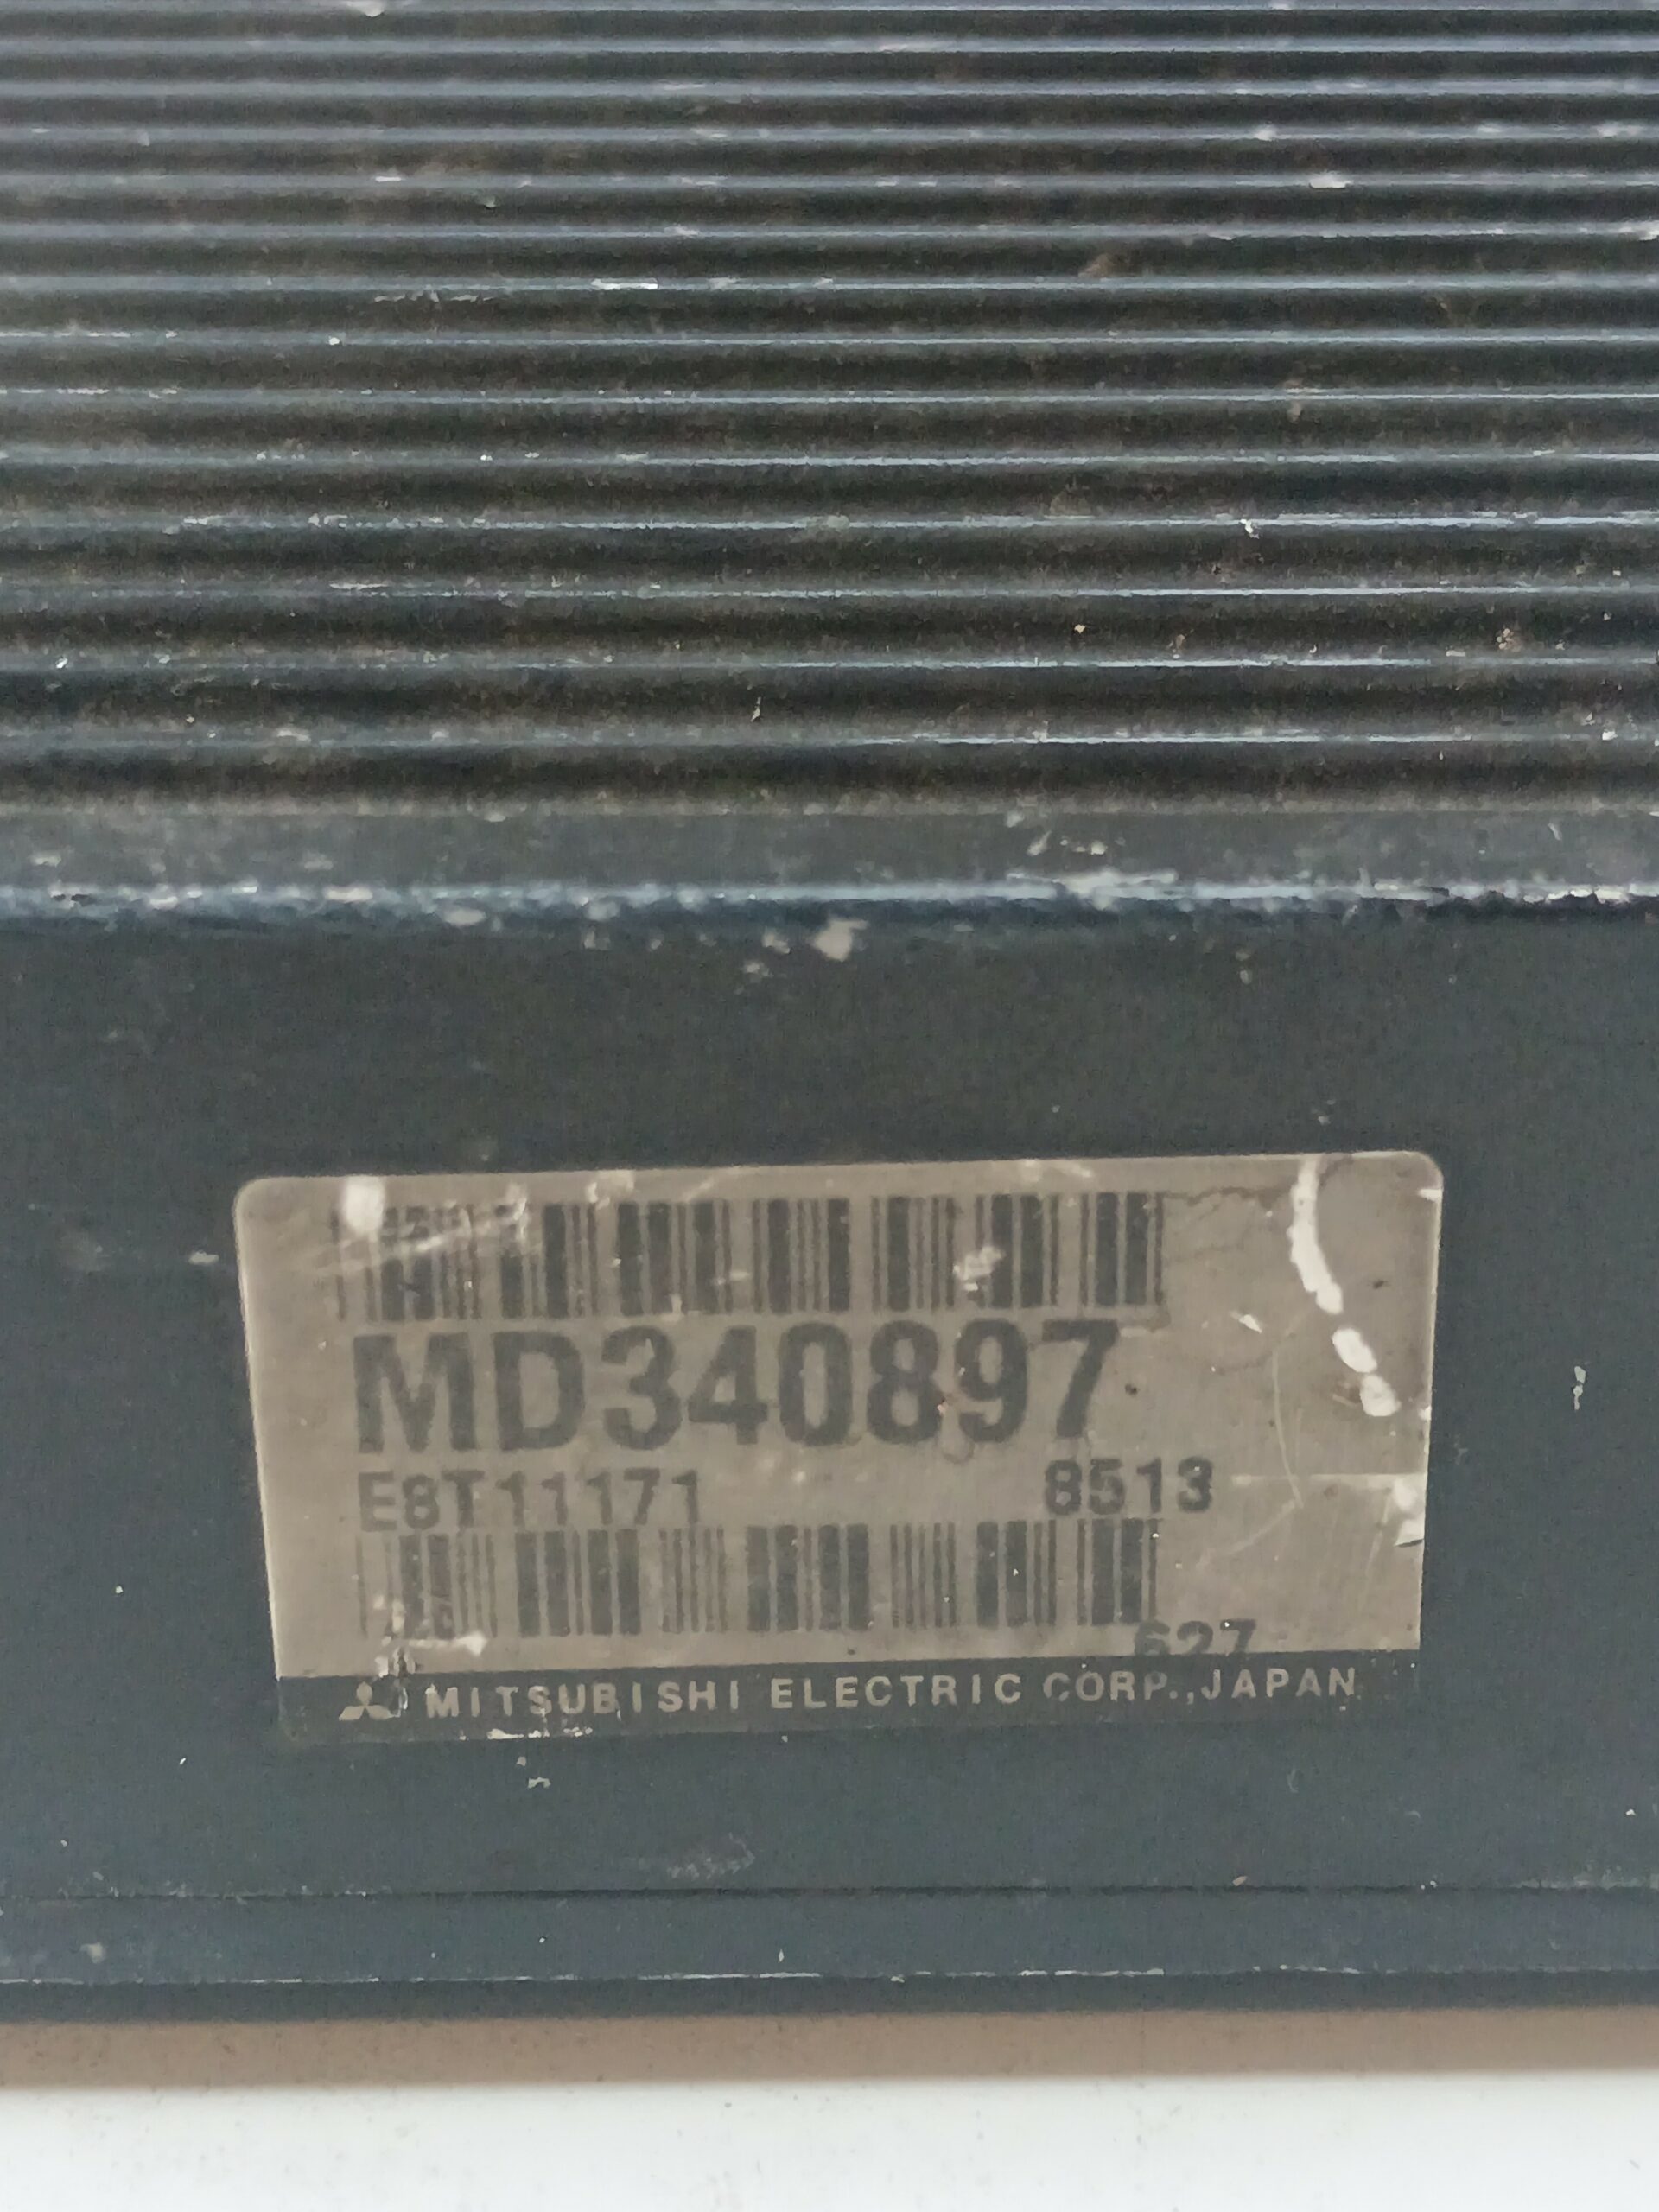 MD340897
E8T11171 8513
627
MITSUBISHI ELECTRIC CORP.,JAPAN